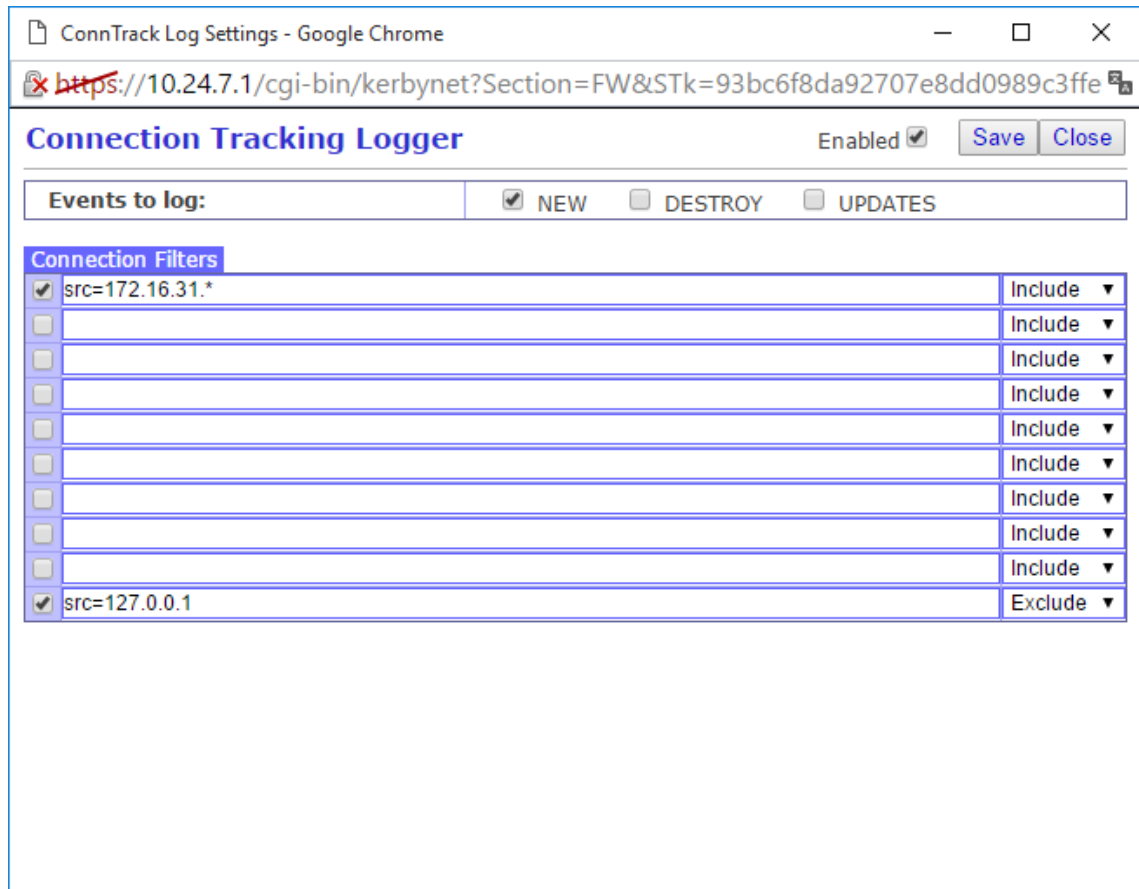 ConnTrack Log Settings - Google Chrome
https://10.24.7.1/cgi-bin/kerbynet?Section=FW&STk=93bc6f8da92707e8dd0989c3ffe
Connection Tracking Logger Enabled Save Close
Events to log: NEW DESTROY UPDATES
Connection Filters
src=172.16.31.* Include
Include
Include
Include
Include
Include
Include
Include
Include
src=127.0.0.1 Exclude